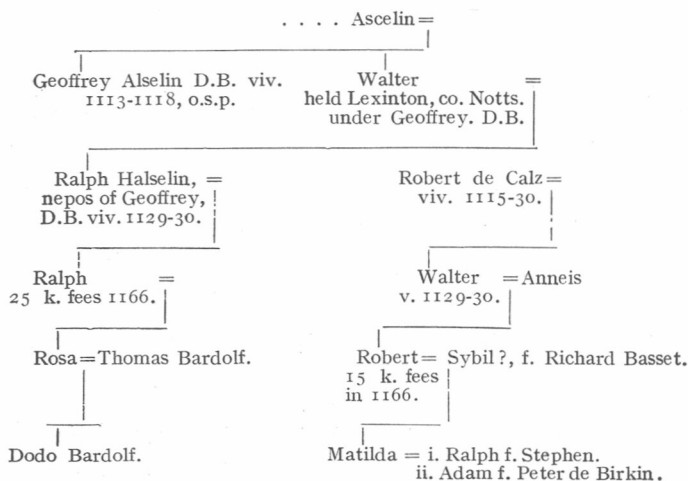 . . . . Ascelin =
Geoffrey Alselin D.B. viv.
1113-1118, o.s.p.
Walter =
held Lexinton, co. Notts.
under Geoffrey. D.B.
Ralph Halselin, =
nepos of Geoffrey,
D.B. viv. 1129-30.
Robert de Calz =
viv. 1115-30.
Ralph =
25 k. fees 1166.
Walter = Anneis
v. 1129-30.
Rosa = Thomas Bardolf.
Robert = Sybil ?, f. Richard Basset.
15 k. fees
in 1166.
Dodo Bardolf.
Matilda = i. Ralph f. Stephen.
ii. Adam f. Peter de Birkin.